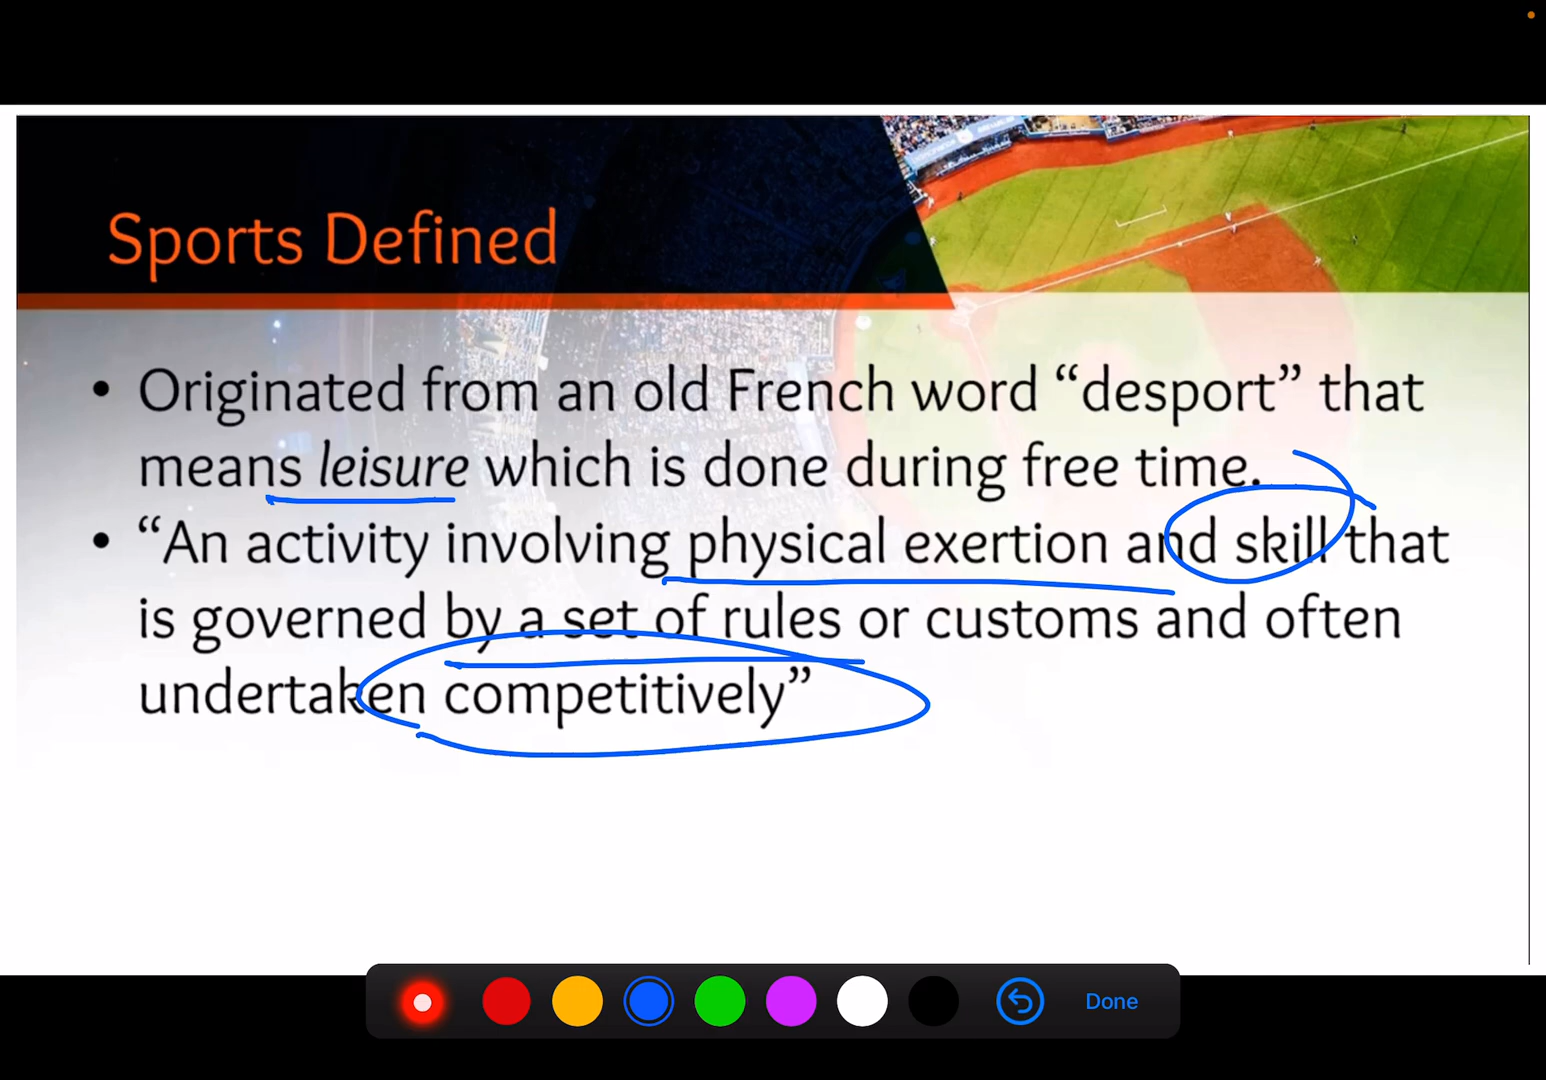 Sports Defined
• Originated from an old French word “desport” that
means leisure which is done during free time.
• “An activity involving physical exertion and skill that
is governed by a set of rules or customs and often
undertaken competitively”
Done